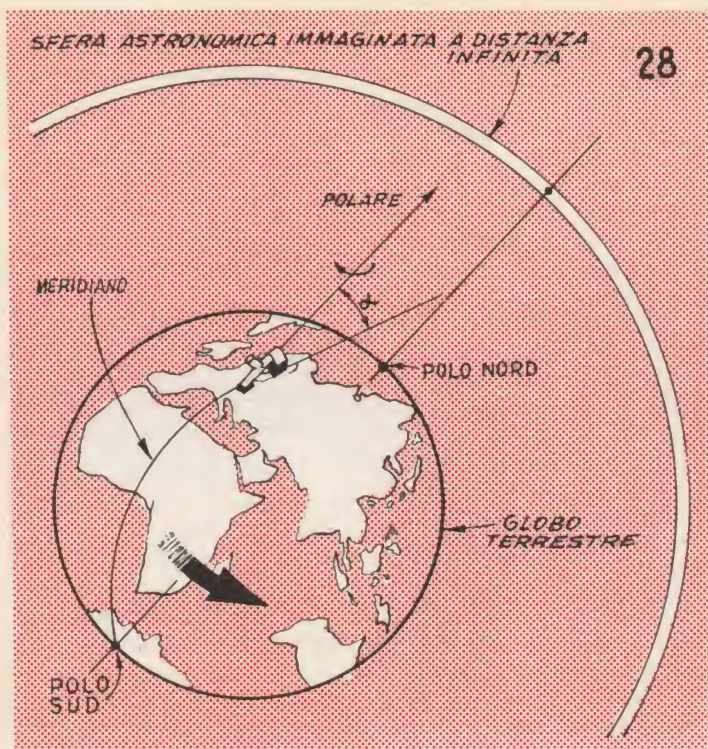 SFERA ASTRONOMICA IMMAGINATA A DISTANZA
INFINITA
28
POLARE
MERIDIANO
α
POLO NORD
GLOBO
TERRESTRE
POLO
SUD